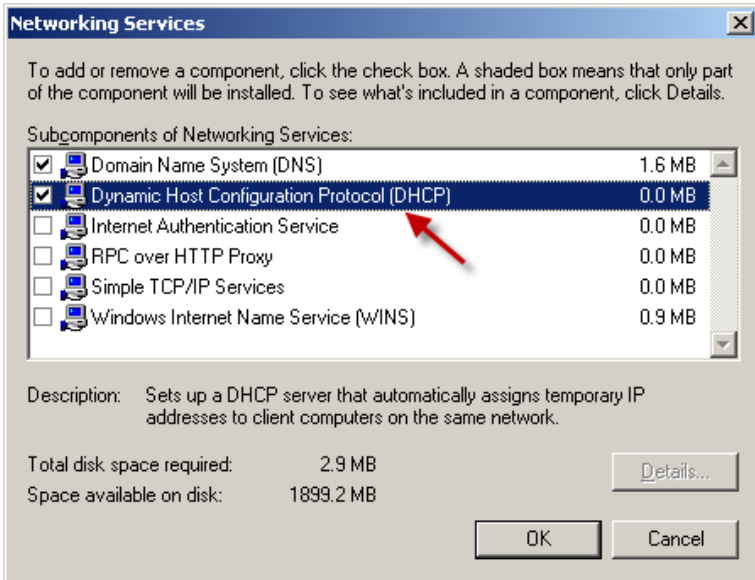 Networking Services
To add or remove a component, click the check box. A shaded box means that only part
of the component will be installed. To see what's included in a component, click Details.
Subcomponents of Networking Services:
Domain Name System (DNS) 1.6 MB
Dynamic Host Configuration Protocol (DHCP) 0.0 MB
Internet Authentication Service 0.0 MB
RPC over HTTP Proxy 0.0 MB
Simple TCP/IP Services 0.0 MB
Windows Internet Name Service (WINS) 0.9 MB
Description: Sets up a DHCP server that automatically assigns temporary IP
addresses to client computers on the same network.
Total disk space required: 2.9 MB
Space available on disk: 1899.2 MB
Details...
OK Cancel